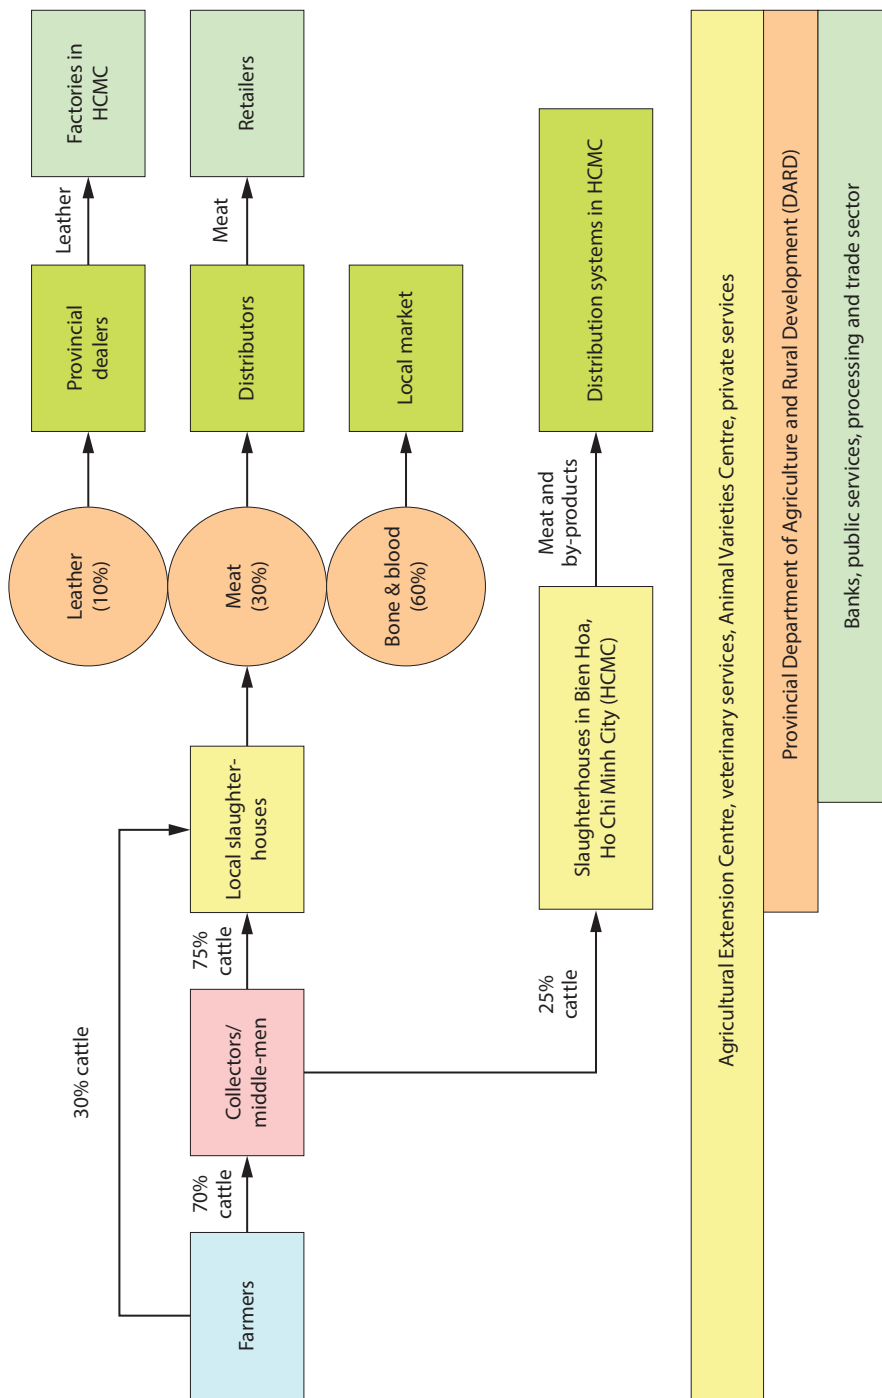 Farmers
30% cattle
70%
cattle
Collectors/
middle-men
75%
cattle
25%
cattle
Local slaughter-
houses
Slaughterhouses in Bien Hoa,
Ho Chi Minh City (HCMC)
Leather
(10%)
Meat
(30%)
Bone & blood
(60%)
Meat and
by-products
Provincial
dealers
Distributors
Local market
Distribution systems in HCMC
Leather
Meat
Factories in
HCMC
Retailers
Agricultural Extension Centre, veterinary services, Animal Varieties Centre, private services
Provincial Department of Agriculture and Rural Development (DARD)
Banks, public services, processing and trade sector